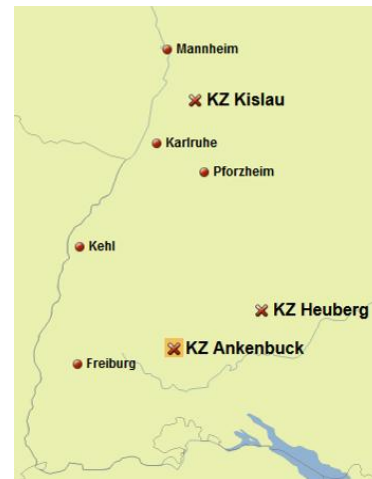 Mannheim
KZ Kislau
Karlruhe
Pforzheim
Kehl
KZ Heuberg
KZ Ankenbuck
Freiburg